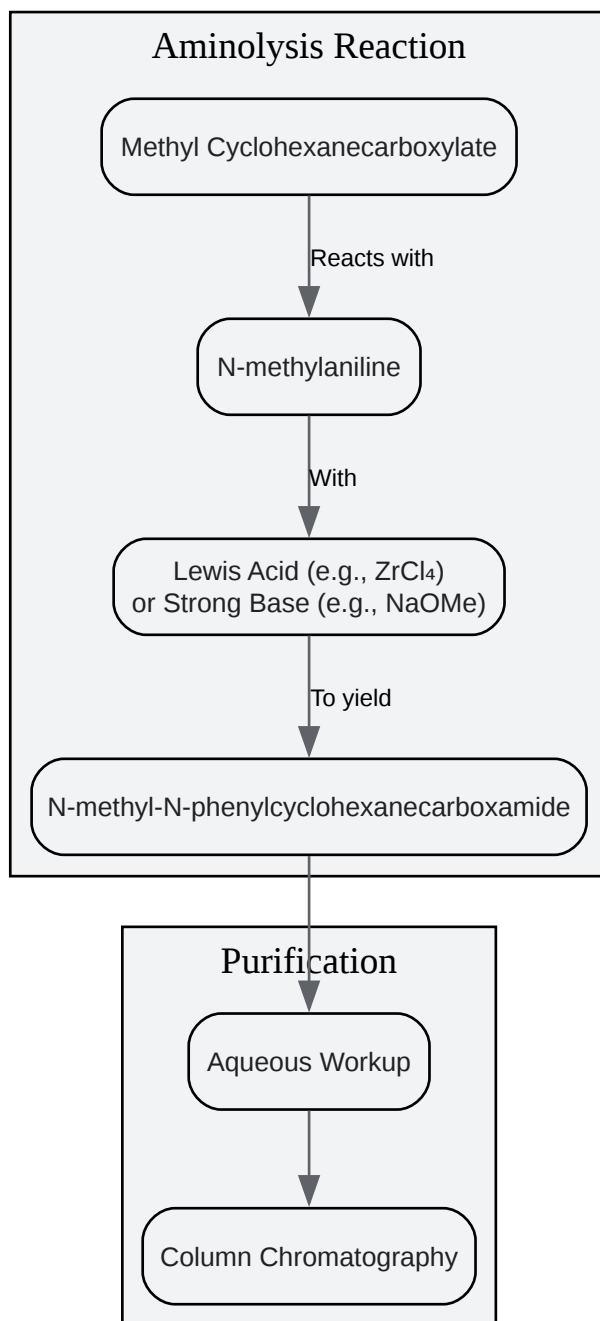 Aminolysis Reaction
Methyl Cyclohexanecarboxylate
Reacts with
N-methylaniline
With
Lewis Acid (e.g., ZrCl₄)
or Strong Base (e.g., NaOMe)
To yield
N-methyl-N-phenylcyclohexanecarboxamide
Purification
Aqueous Workup
Column Chromatography